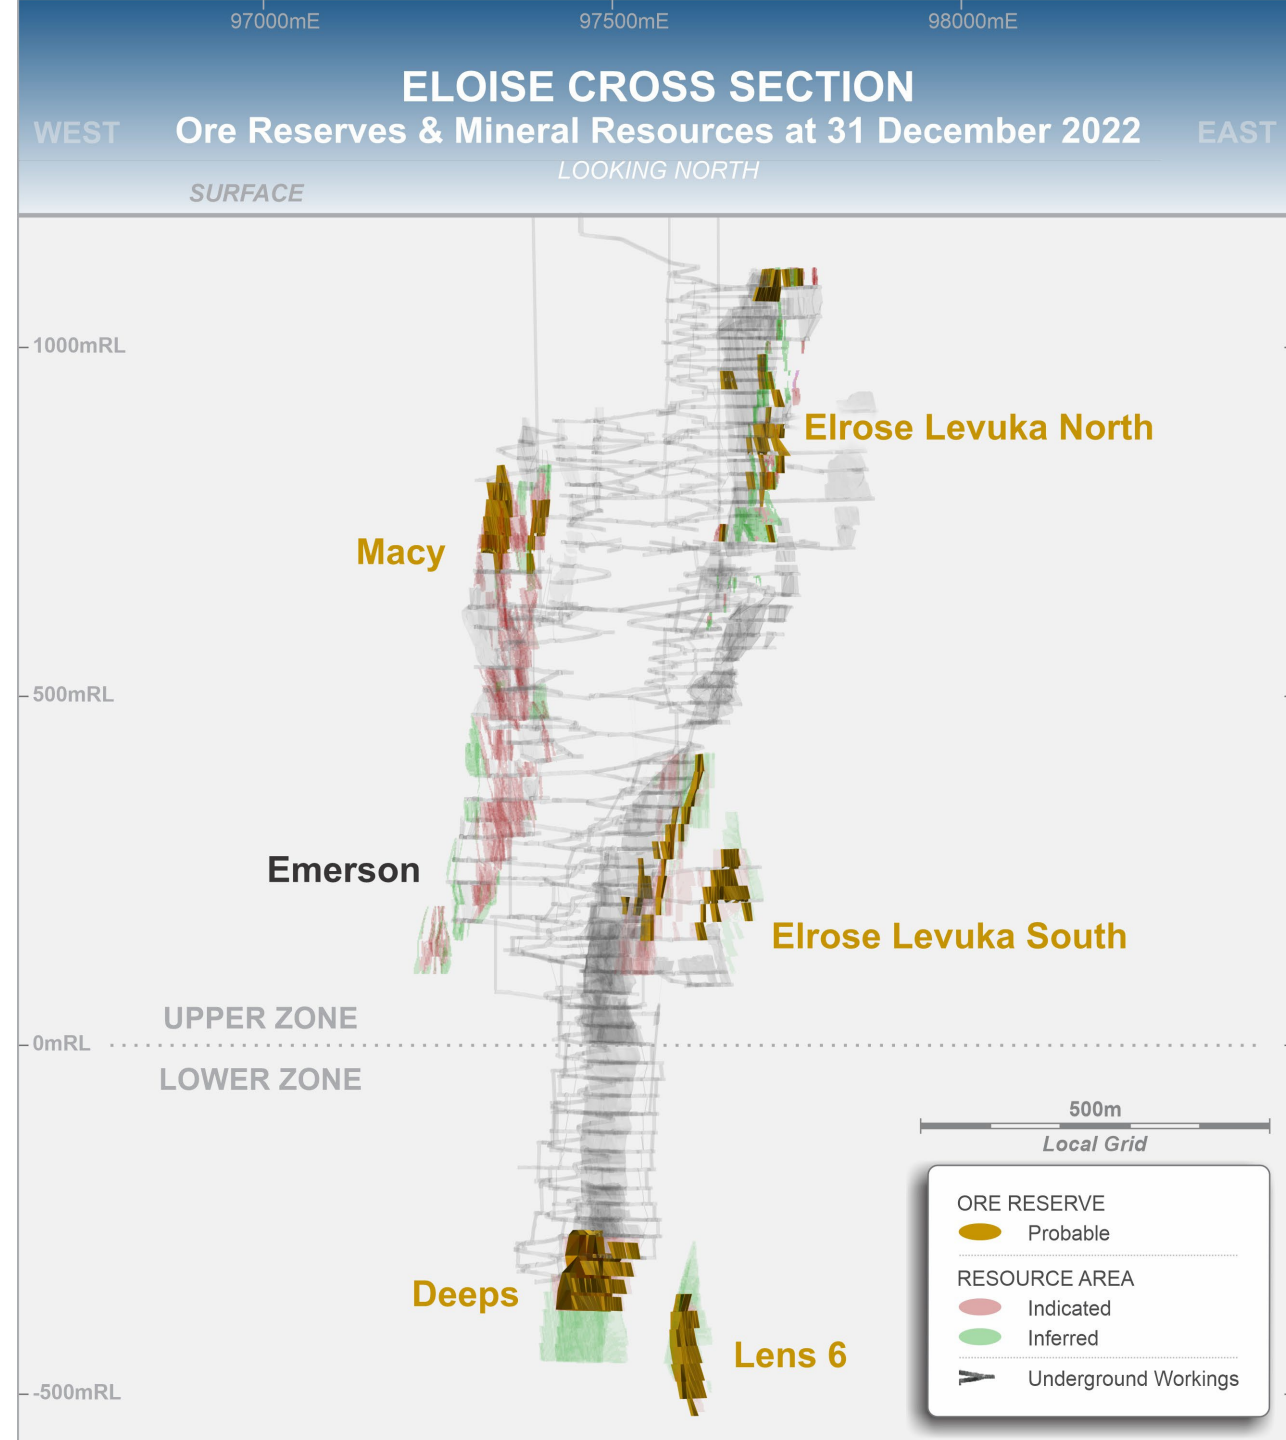 97000mE 97500mE 98000mE
ELOISE CROSS SECTION
WEST Ore Reserves & Mineral Resources at 31 December 2022 EAST
LOOKING NORTH
SURFACE
1000mRL
Elrose Levuka North
Macy
500mRL
Emerson
Elrose Levuka South
UPPER ZONE
0mRL
LOWER ZONE
500m
Local Grid
Deeps
Lens 6
-500mRL
ORE RESERVE
Probable
RESOURCE AREA
Indicated
Inferred
Underground Workings